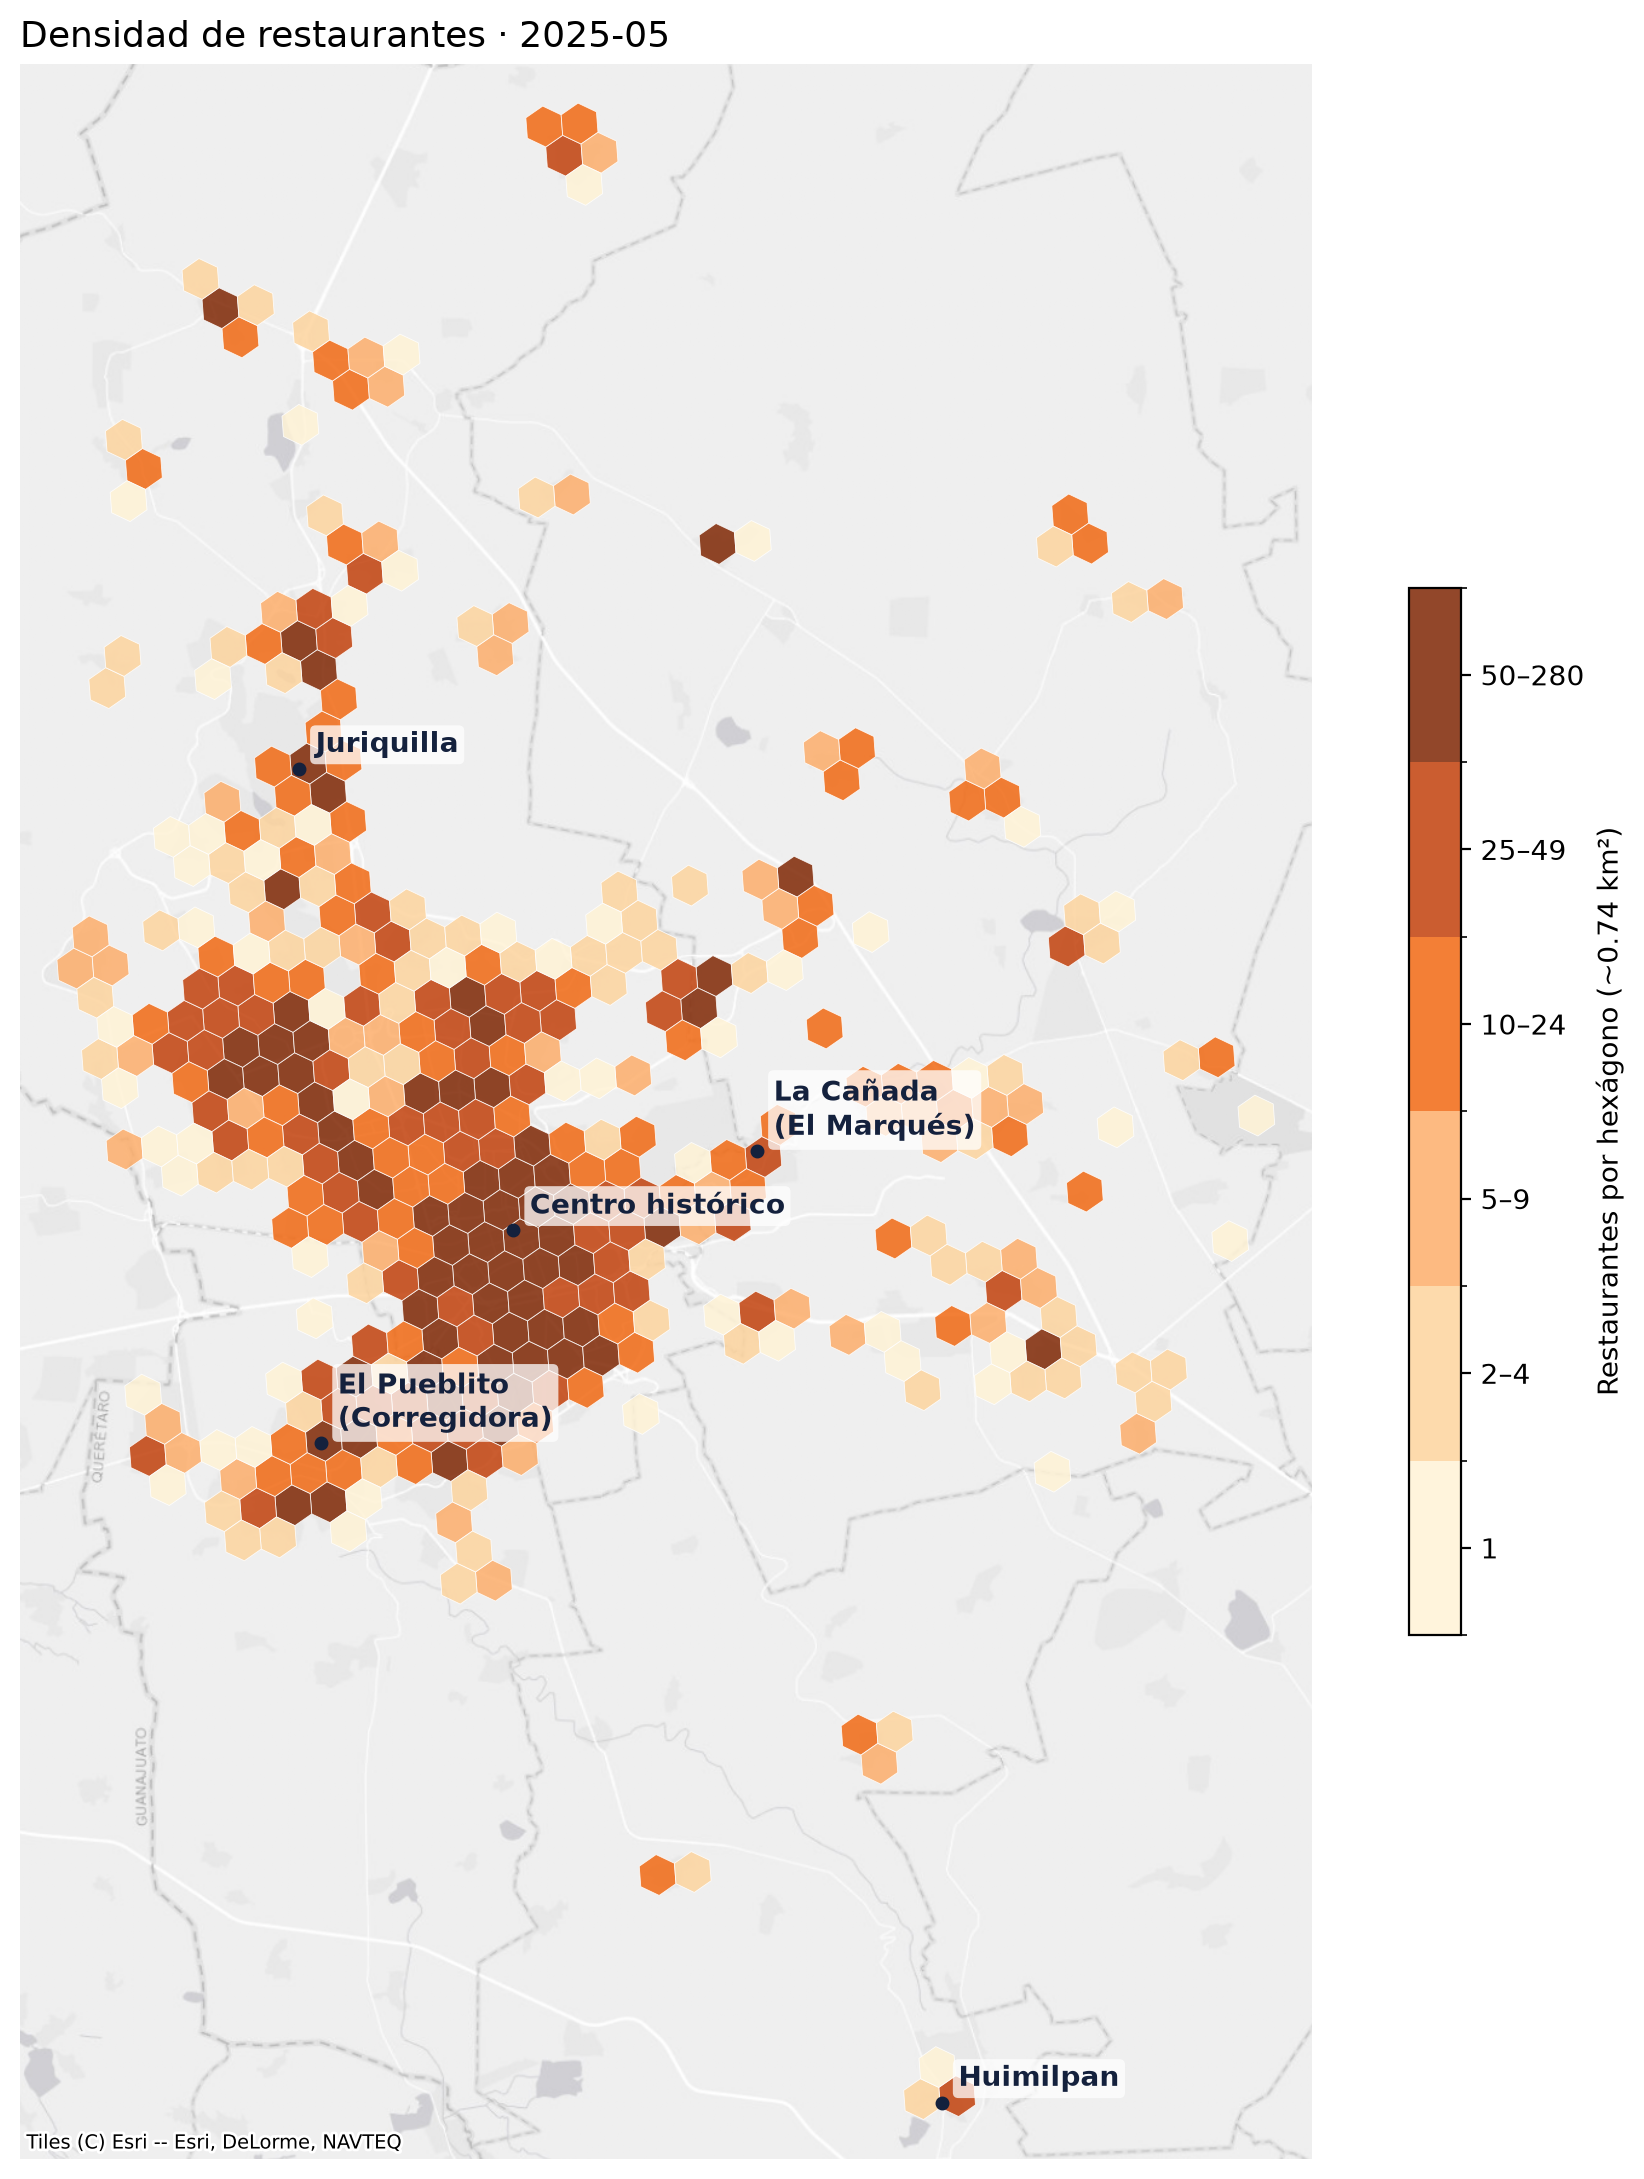 Densidad de restaurantes · 2025-05
Juriquilla
La Cañada
(El Marqués)
Centro histórico
El Pueblito
(Corregidora)
QUERÉTARO
GUANAJUATO
Huimilpan
Tiles (C) Esri -- Esri, DeLorme, NAVTEQ
50–280
25–49
10–24
5–9
2–4
1
Restaurantes por hexágono (~0.74 km²)